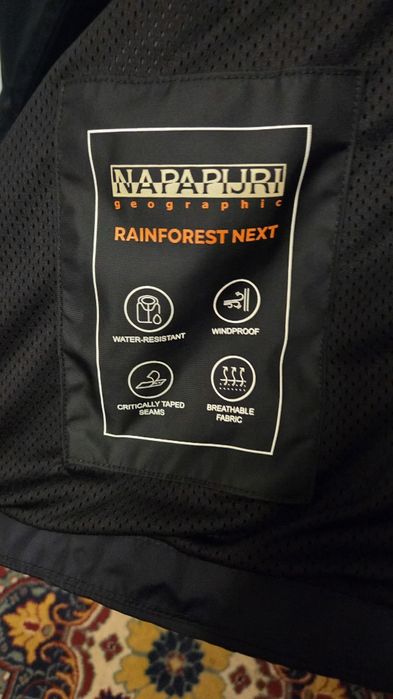 NAPAPIJRI
geographic
RAINFOREST NEXT
WATER-RESISTANT
WINDPROOF
CRITICALLY TAPED
SEAMS
BREATHABLE
FABRIC